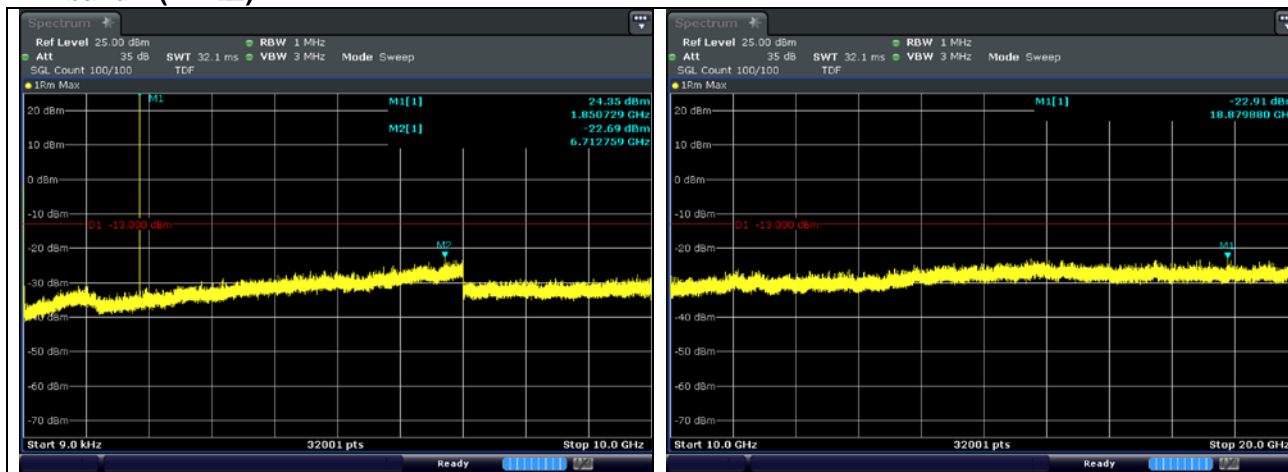 Spectrum
Ref Level 25.00 dBm RBW 1 MHz
Att 35 dB SWT 32.1 ms VBW 3 MHz Mode Sweep
SGL Count 100/100 TDF
1Rm Max
M1
M1[1] 24.35 dBm
1.850729 GHz
M2[1] -22.69 dBm
6.712759 GHz
20 dBm
10 dBm
0 dBm
-10 dBm
D1 -13.000 dBm
-20 dBm
M2
-30 dBm
-40 dBm
-50 dBm
-60 dBm
-70 dBm
Start 9.0 kHz 32001 pts Stop 10.0 GHz
Ready
Spectrum
Ref Level 25.00 dBm RBW 1 MHz
Att 35 dB SWT 32.1 ms VBW 3 MHz Mode Sweep
SGL Count 100/100 TDF
1Rm Max
M1[1] -22.91 dB
18.879880 GH
20 dBm
10 dBm
0 dBm
-10 dBm
D1 -13.000 dBm
-20 dBm
M1
-30 dBm
-40 dBm
-50 dBm
-60 dBm
-70 dBm
Start 10.0 GHz 32001 pts Stop 20.0 GHz
Ready